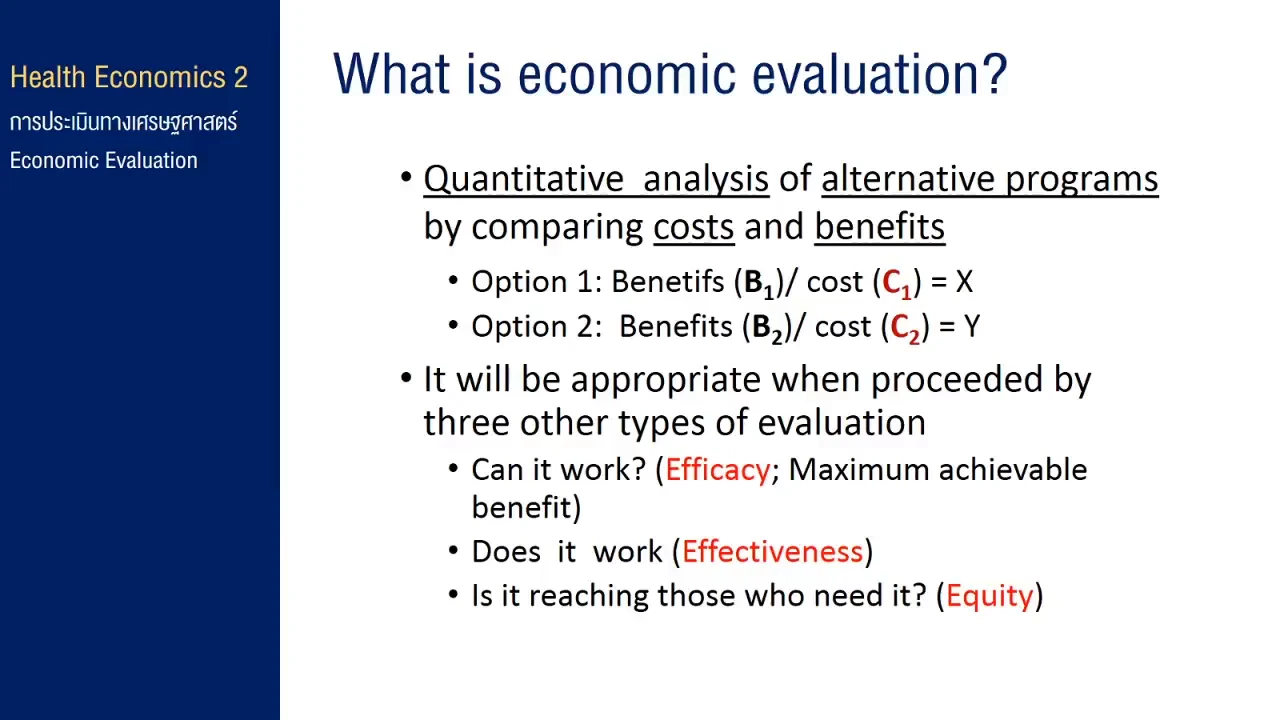 Health Economics 2
การประเมินทางเศรษฐศาสตร์
Economic Evaluation
What is economic evaluation?
• Quantitative analysis of alternative programs
by comparing costs and benefits
• Option 1: Benetifs (B1)/ cost (C1) = X
• Option 2: Benefits (B2)/ cost (C2) = Y
• It will be appropriate when proceeded by
three other types of evaluation
• Can it work? (Efficacy; Maximum achievable
benefit)
• Does it work (Effectiveness)
• Is it reaching those who need it? (Equity)